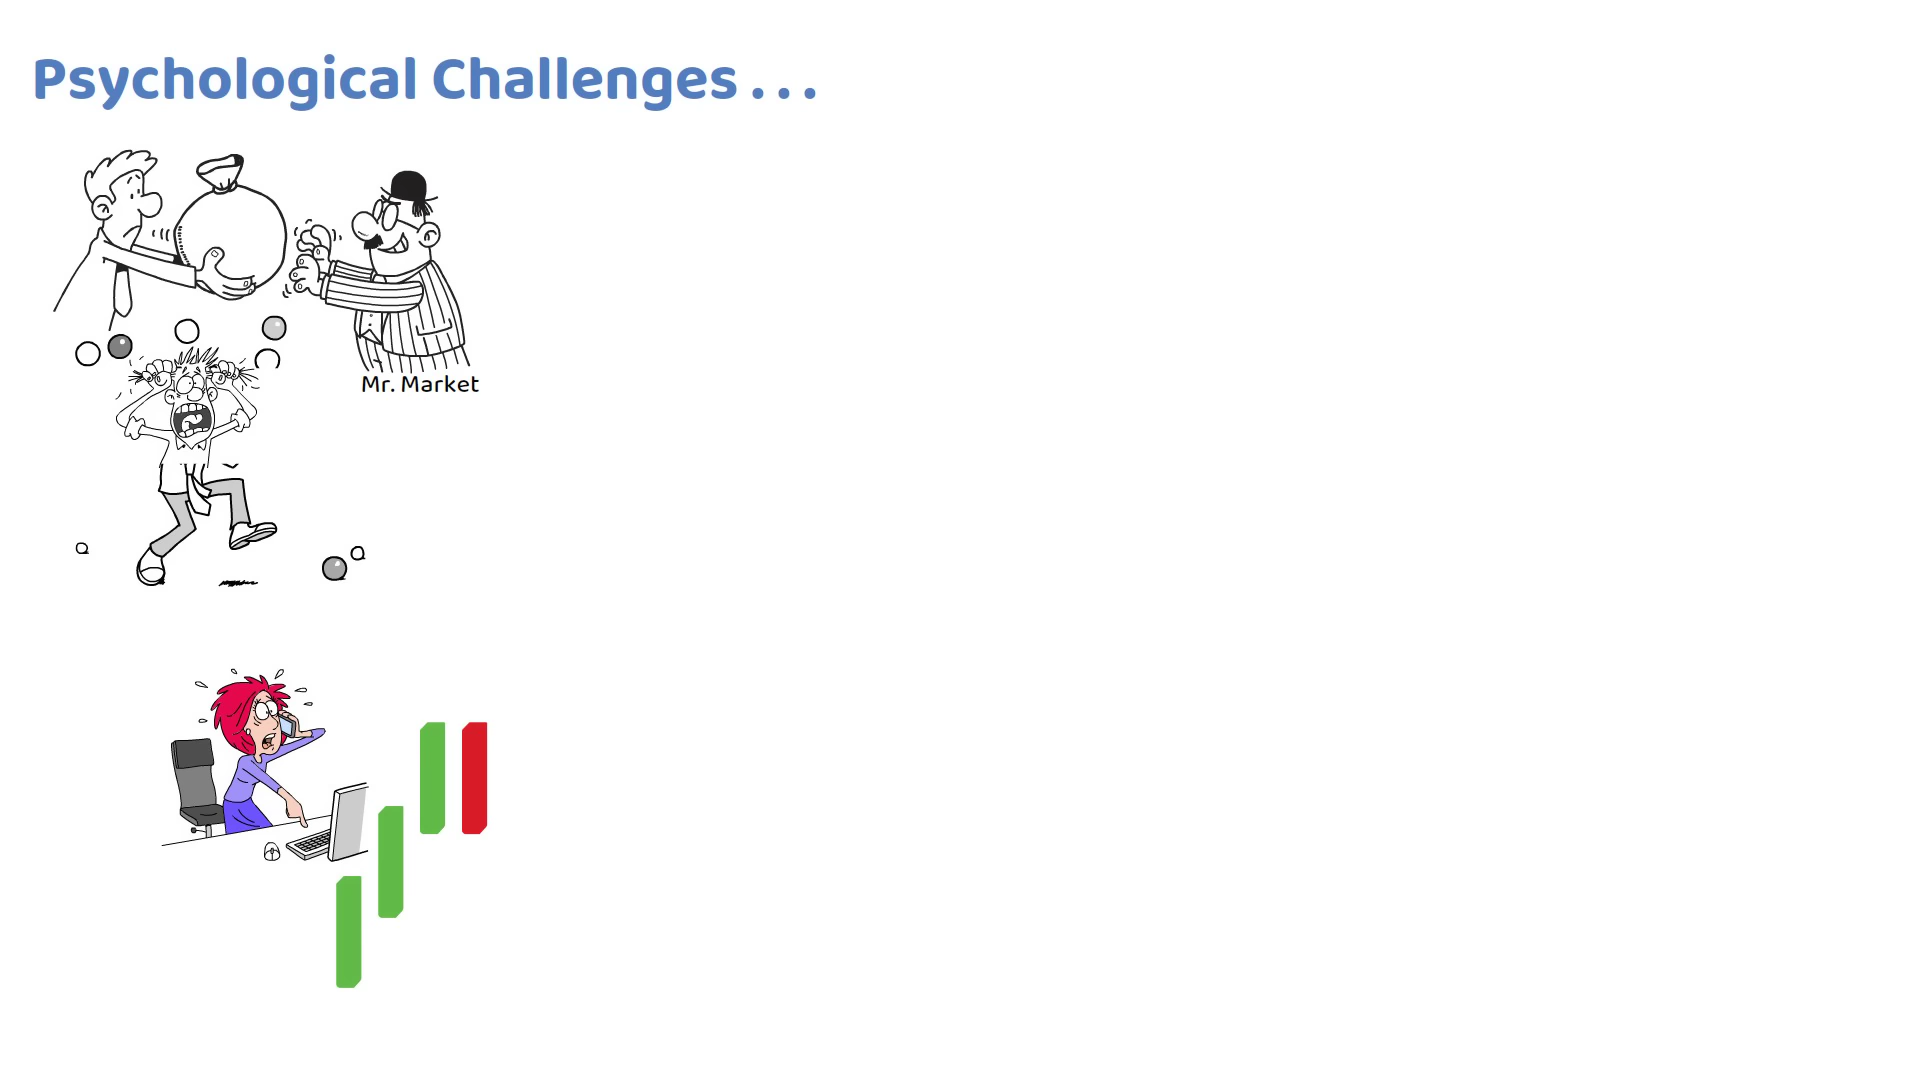 Psychological Challenges . . .
Mr. Market